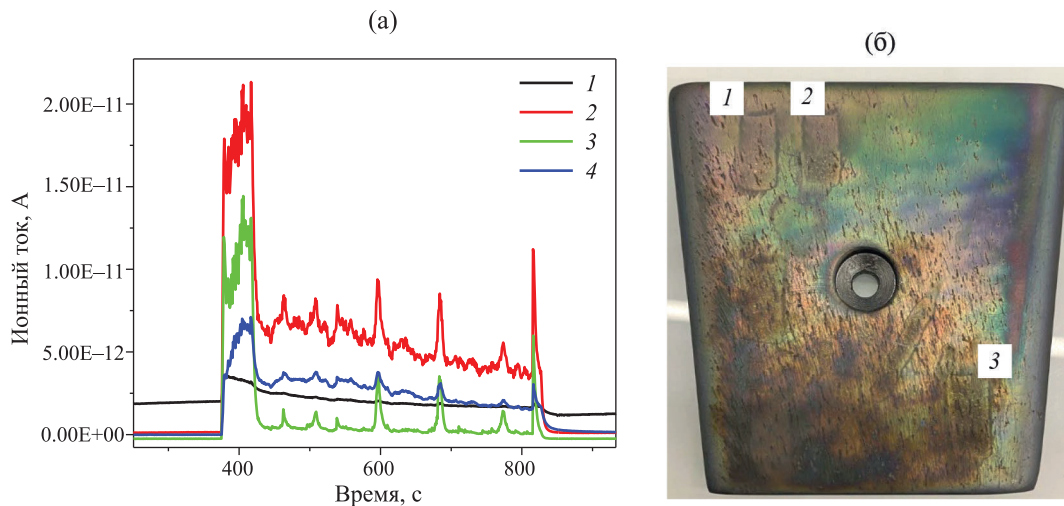 (а)
Ионный ток, А
2.00E–11
1.50E–11
1.00E–11
5.00E–12
0.00E+00
400
600
800
Время, с
1
2
3
4
(б)
1
2
3